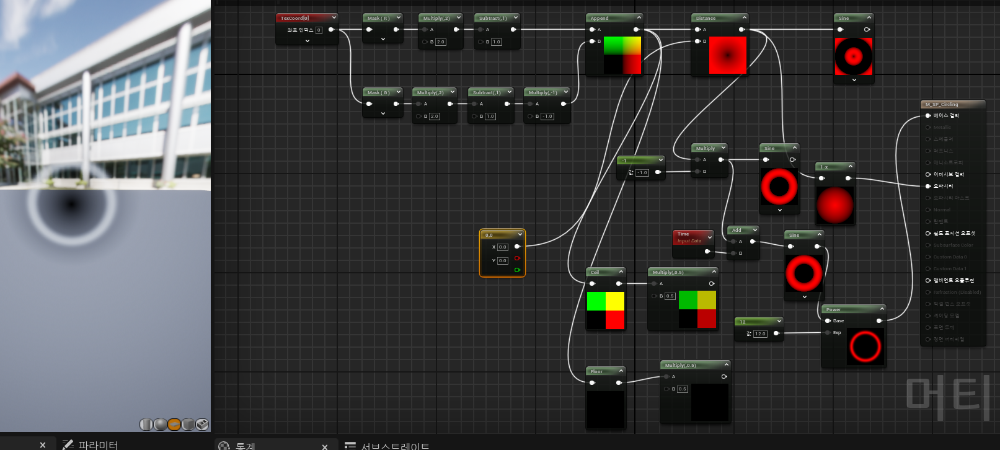 TexCoord[0]
좌표 인덱스 0
Mask ( R )
Multiply(,2)
A
B 2.0
Subtract(,1)
A
B 1.0
Append
A
B
Distance
A
B
Sine
Mask ( G )
Multiply(,2)
A
B 2.0
Subtract(,1)
A
B 1.0
Multiply(,-1)
A
B -1.0
-1
값 -1.0
Multiply
A
B
Sine
1-x
M_SP_Circling
베이스 컬러
Metallic
스페큘러
러프니스
애니소트로피
이미시브 컬러
오파시티
오파시티 마스크
Normal
탄젠트
월드 포지션 오프셋
Subsurface Color
Custom Data 0
Custom Data 1
앰비언트 오클루전
Refraction (Disabled)
픽셀 뎁스 오프셋
셰이딩 모델
표면 두께
0,0
X 0.0
Y 0.0
Time
Input Data
Add
A
B
Sine
Ceil
Multiply(,0.5)
A
B 0.5
12
값 12.0
Power
Base
Exp
Floor
Multiply(,0.5)
A
B 0.5
머티
파라미터
통계
서브스트레이트